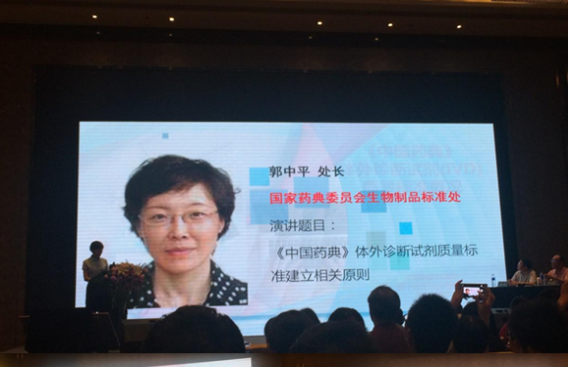 郭中平 处长
国家药典委员会生物制品标准处
演讲题目：
《中国药典》体外诊断试剂质量标
准建立相关原则